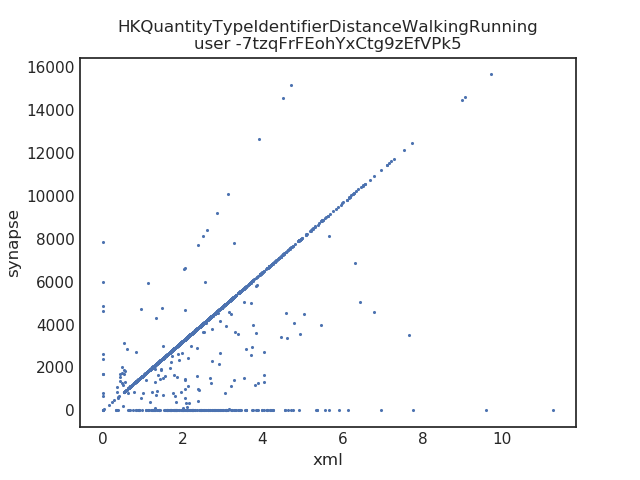 HKQuantityTypeIdentifierDistanceWalkingRunning
user -7tzqFrFEohYxCtg9zEfVPk5
16000
14000
12000
10000
8000
6000
4000
2000
0
synapse
0 2 4 6 8 10
xml